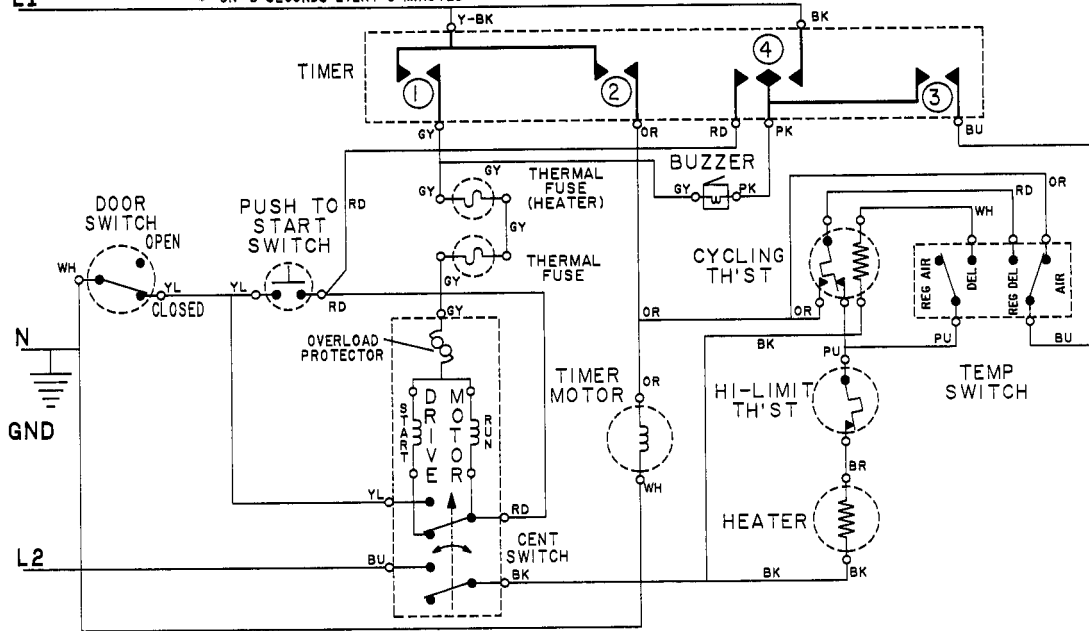 L1
Y-BK
BK
TIMER
1
2
4
3
GY
OR
RD
PK
BU
BUZZER
GY
PK
OR
RD
WH
GY
GY
THERMAL
FUSE
(HEATER)
GY
THERMAL
FUSE
GY
GY
DOOR
SWITCH
OPEN
WH
YL
CLOSED
PUSH TO
START
SWITCH
RD
YL
RD
CYCLING
TH'ST
OR
OR
BK
PU
REG AIR
DEL
REG DEL
AIR
PU
BU
TEMP
SWITCH
N
GND
OVERLOAD
PROTECTOR
START
DRIVE
MOTOR
RUN
TIMER
MOTOR
OR
WH
HI-LIMIT
TH'ST
BR
HEATER
YL
RD
CENT
SWITCH
L2
BU
BK
BK
BK